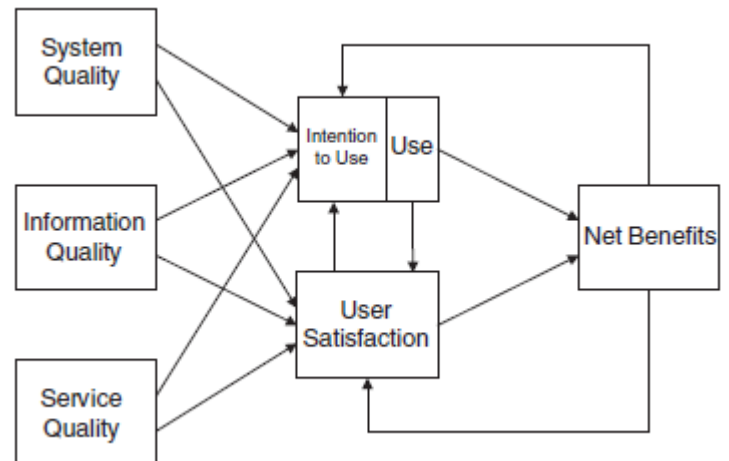 System
Quality
Intention
to Use
Use
Information
Quality
Net Benefits
User
Satisfaction
Service
Quality